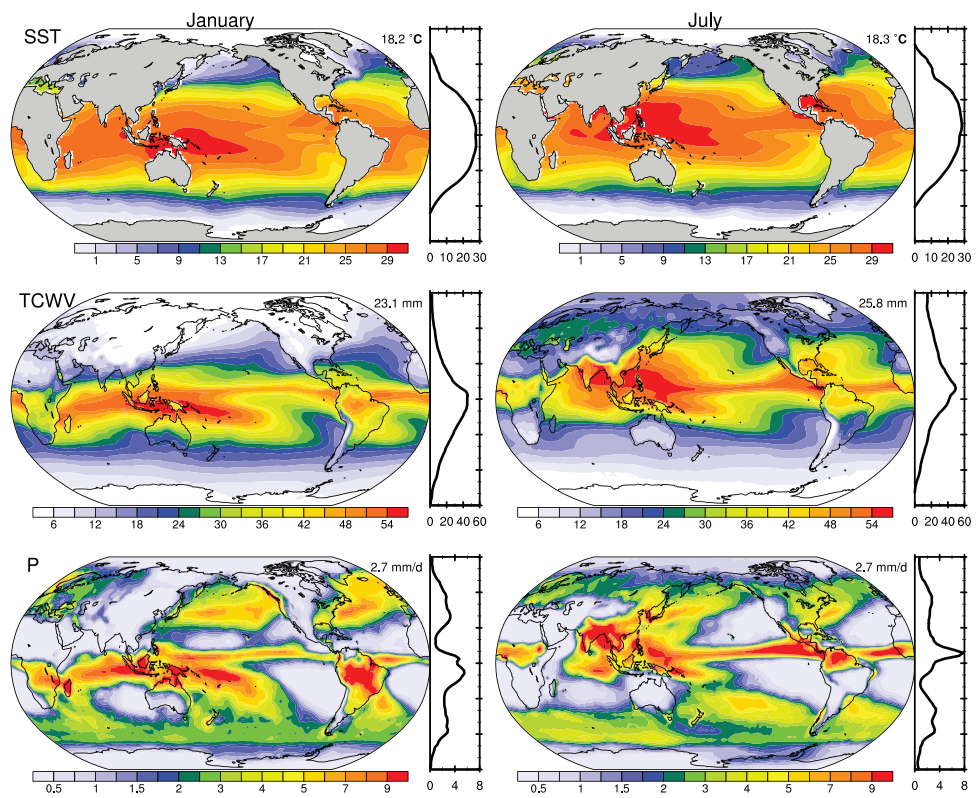 January
July
SST
18.2 °C
18.3 °C
1 5 9 13 17 21 25 29
0 10 20 30
1 5 9 13 17 21 25 29
0 10 20 30
TCWV
23.1 mm
25.8 mm
6 12 18 24 30 36 42 48 54
0 20 40 60
6 12 18 24 30 36 42 48 54
0 20 40 60
P
2.7 mm/d
2.7 mm/d
0.5 1 1.5 2 3 4 5 7 9
0 4 8
0.5 1 1.5 2 3 4 5 7 9
0 4 8